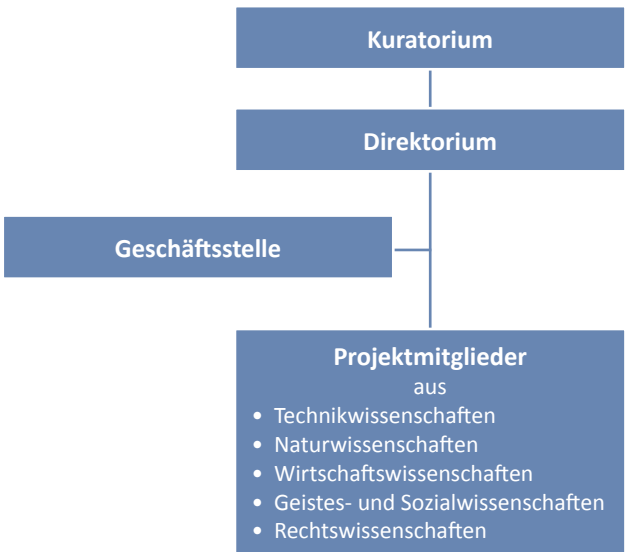 Kuratorium
Direktorium
Geschäftsstelle
Projektmitglieder
aus
• Technikwissenschaften
• Naturwissenschaften
• Wirtschaftswissenschaften
• Geistes- und Sozialwissenschaften
• Rechtswissenschaften